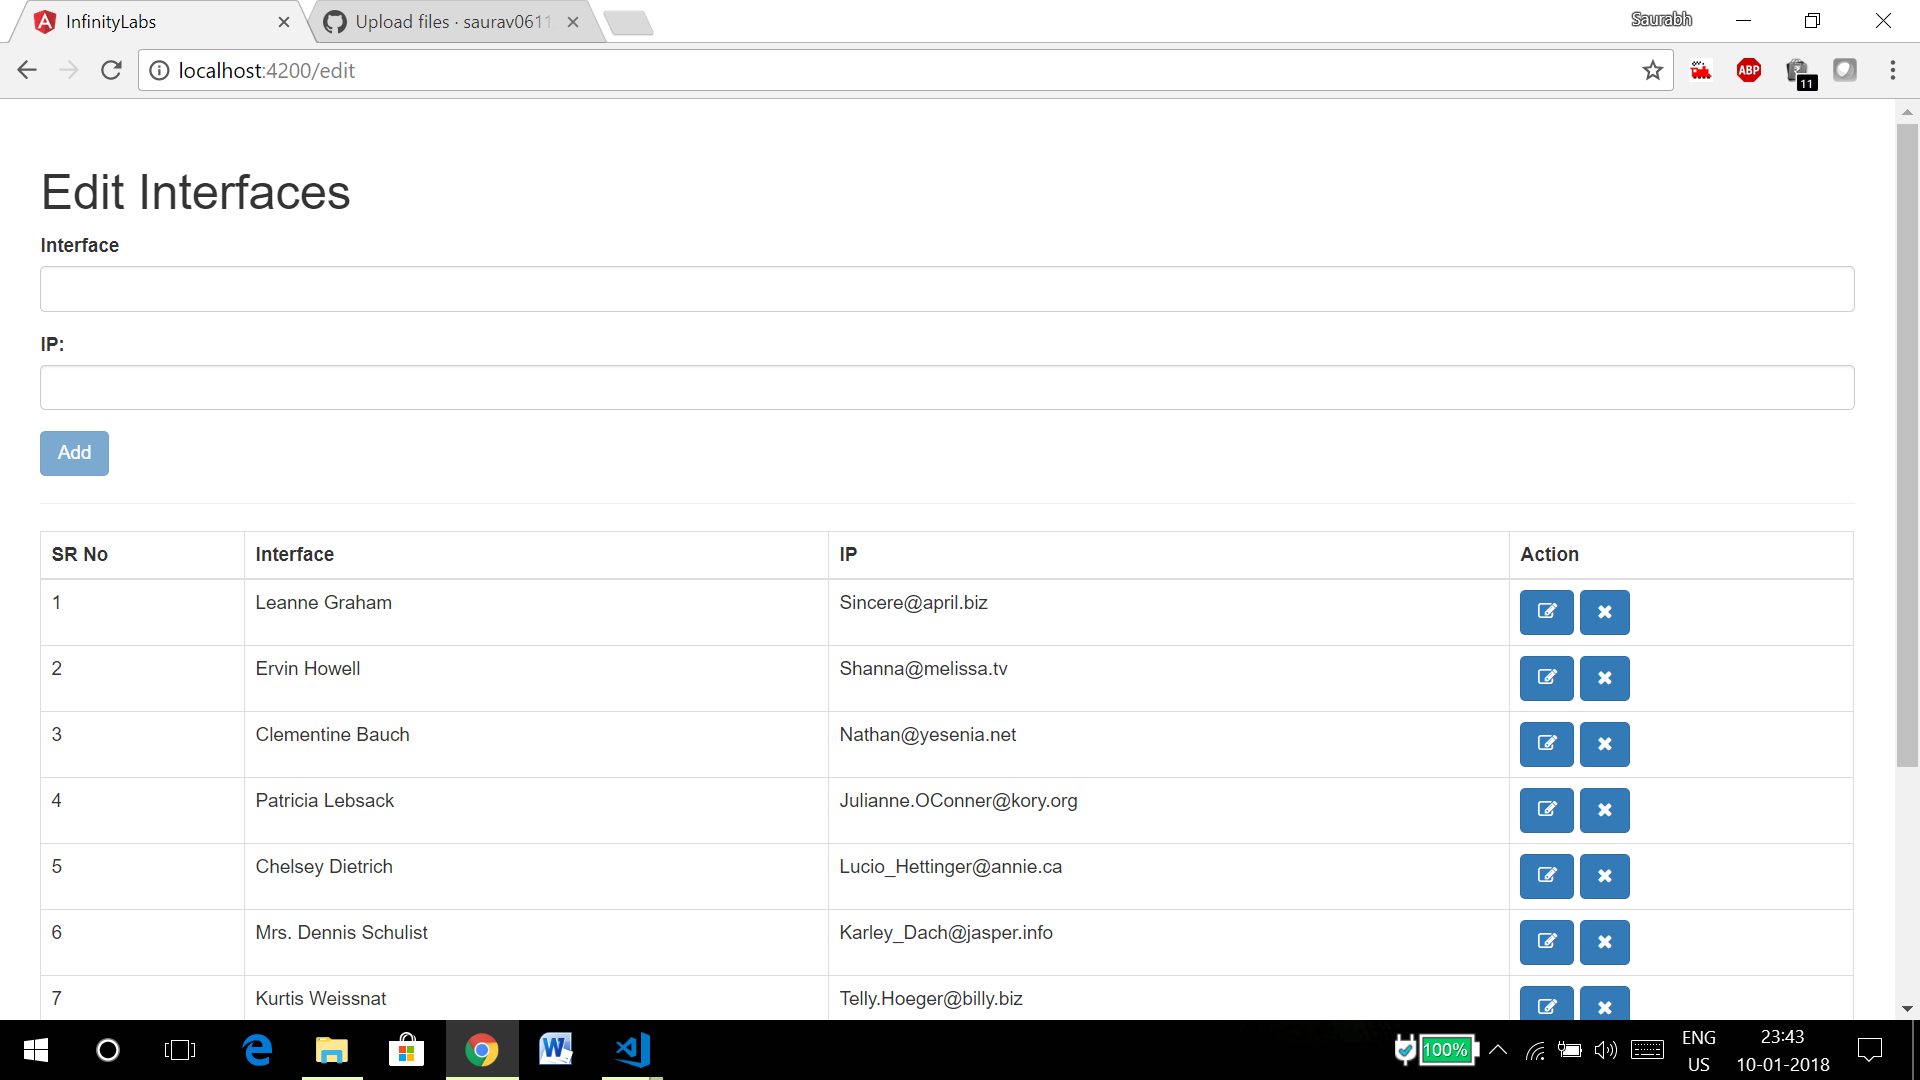 InfinityLabs
Upload files · saurav0611
Saurabh
localhost:4200/edit
ABP
11
Edit Interfaces
Interface
IP:
Add
SR No Interface IP Action
1 Leanne Graham Sincere@april.biz
2 Ervin Howell Shanna@melissa.tv
3 Clementine Bauch Nathan@yesenia.net
4 Patricia Lebsack Julianne.OConner@kory.org
5 Chelsey Dietrich Lucio_Hettinger@annie.ca
6 Mrs. Dennis Schulist Karley_Dach@jasper.info
7 Kurtis Weissnat Telly.Hoeger@billy.biz
100%
ENG
US
23:43
10-01-2018